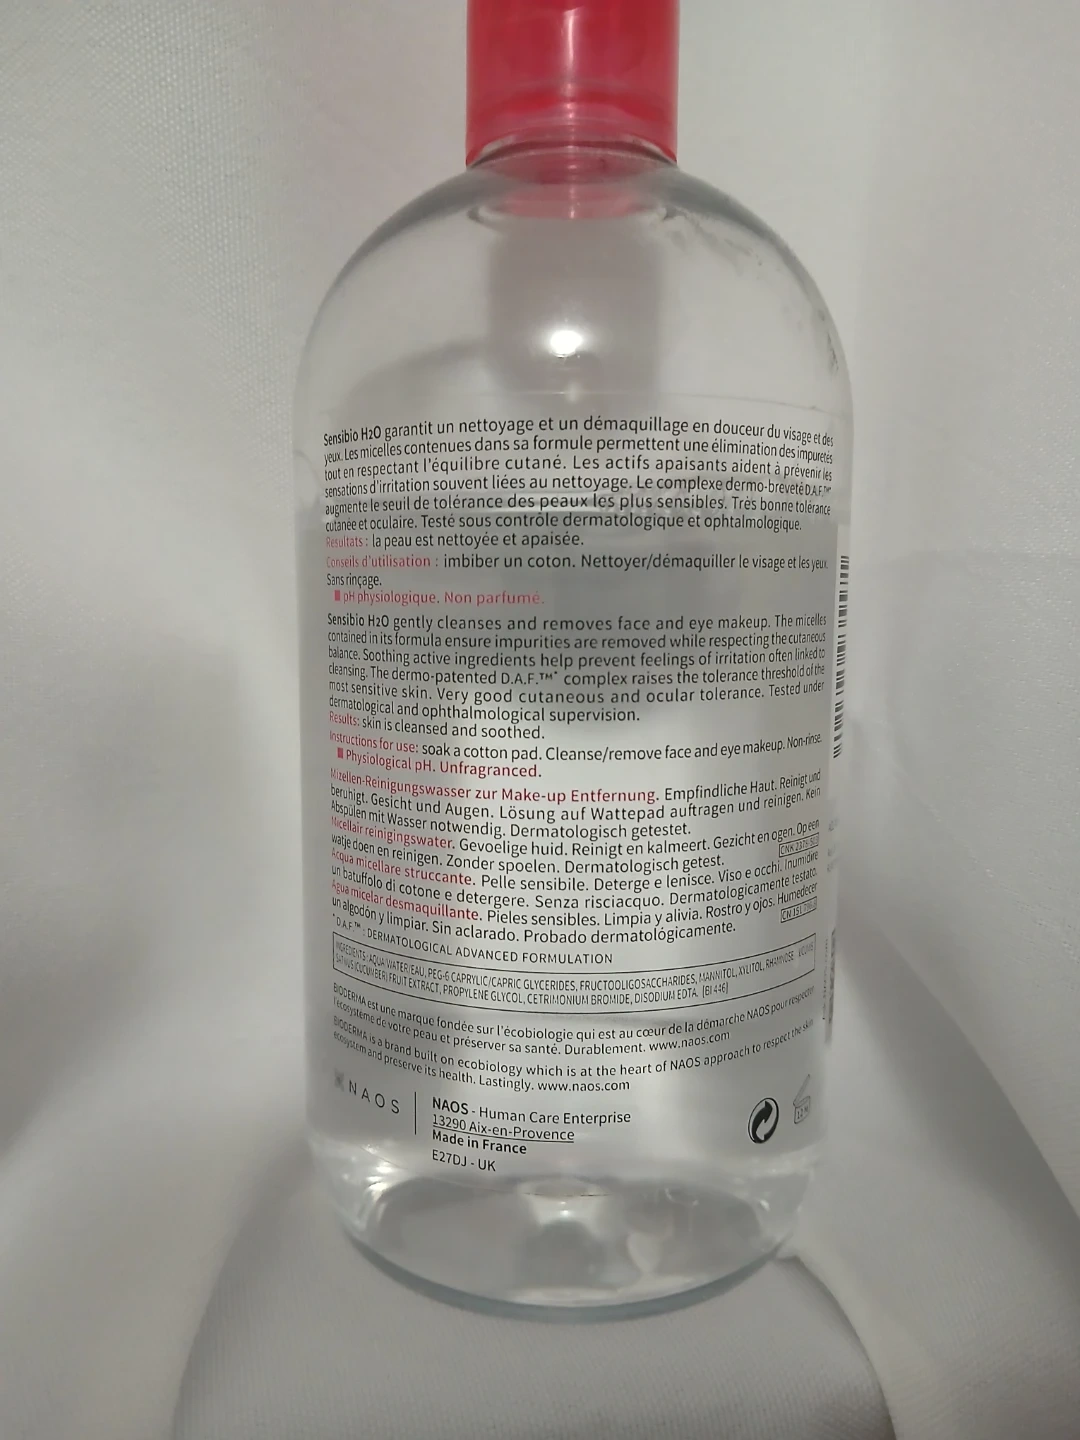 Sensibio H2O garantit un nettoyage et un démaquillage en douceur du visage et des
yeux. Les micelles contenues dans sa formule permettent une élimination des impuretés
tout en respectant l'équilibre cutané. Les actifs apaisants aident à prévenir les
sensations d'irritation souvent liées au nettoyage. Le complexe dermo-breveté D.A.F.™*
augmente le seuil de tolérance des peaux les plus sensibles. Très bonne tolérance
cutanée et oculaire. Testé sous contrôle dermatologique et ophtalmologique.
Résultats : la peau est nettoyée et apaisée.
Conseils d'utilisation : imbiber un coton. Nettoyer/démaquiller le visage et les yeux.
Sans rinçage.
pH physiologique. Non parfumé.
Sensibio H2O gently cleanses and removes face and eye makeup. The micelles
contained in its formula ensure impurities are removed while respecting the cutaneous
balance. Soothing active ingredients help prevent feelings of irritation often linked to
cleansing. The dermo-patented D.A.F.™* complex raises the tolerance threshold of the
most sensitive skin. Very good cutaneous and ocular tolerance. Tested under
dermatological and ophthalmological supervision.
Results: skin is cleansed and soothed.
Instructions for use: soak a cotton pad. Cleanse/remove face and eye makeup. Non-rinse.
Physiological pH. Unfragranced.
Mizellen-Reinigungswasser zur Make-up Entfernung. Empfindliche Haut. Reinigt und
beruhigt. Gesicht und Augen. Lösung auf Wattepad auftragen und reinigen. Kein
Abspülen mit Wasser notwendig. Dermatologisch getestet.
Micellair reinigingswater. Gevoelige huid. Reinigt en kalmeert. Gezicht en ogen. Op een
watje doen en reinigen. Zonder spoelen. Dermatologisch getest.
Acqua micellare struccante. Pelle sensibile. Deterge e lenisce. Viso e occhi. Inumidire
un batuffolo di cotone e detergere. Senza risciacquo. Dermatologicamente testato.
Agua micelar desmaquillante. Pieles sensibles. Limpia y alivia. Rostro y ojos. Humedecer
un algodón y limpiar. Sin aclarado. Probado dermatológicamente.
*D.A.F.™ : DERMATOLOGICAL ADVANCED FORMULATION
INGREDIENTS: AQUA/WATER/EAU, PEG-6 CAPRYLIC/CAPRIC GLYCERIDES, FRUCTOOLIGOSACCHARIDES, MANNITOL, XYLITOL, RHAMNOSE, CUCUMIS
SATIVUS (CUCUMBER) FRUIT EXTRACT, PROPYLENE GLYCOL, CETRIMONIUM BROMIDE, DISODIUM EDTA. [BI 446]
BIODERMA est une marque fondée sur l'écobiologie qui est au cœur de la démarche NAOS pour respecter
l'écosystème de votre peau et préserver sa santé. Durablement. www.naos.com
BIODERMA is a brand built on ecobiology which is at the heart of NAOS approach to respect the skin
ecosystem and preserve its health. Lastingly. www.naos.com
NAOS
NAOS - Human Care Enterprise
13290 Aix-en-Provence
Made in France
E27DJ - UK